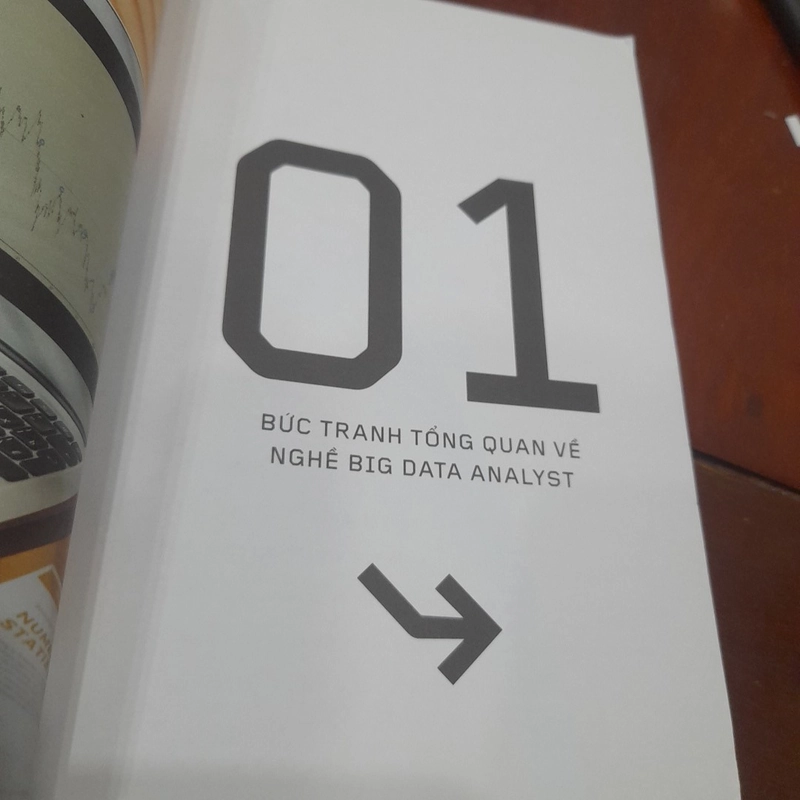 01
BỨC TRANH TỔNG QUAN VỀ
NGHỀ BIG DATA ANALYST